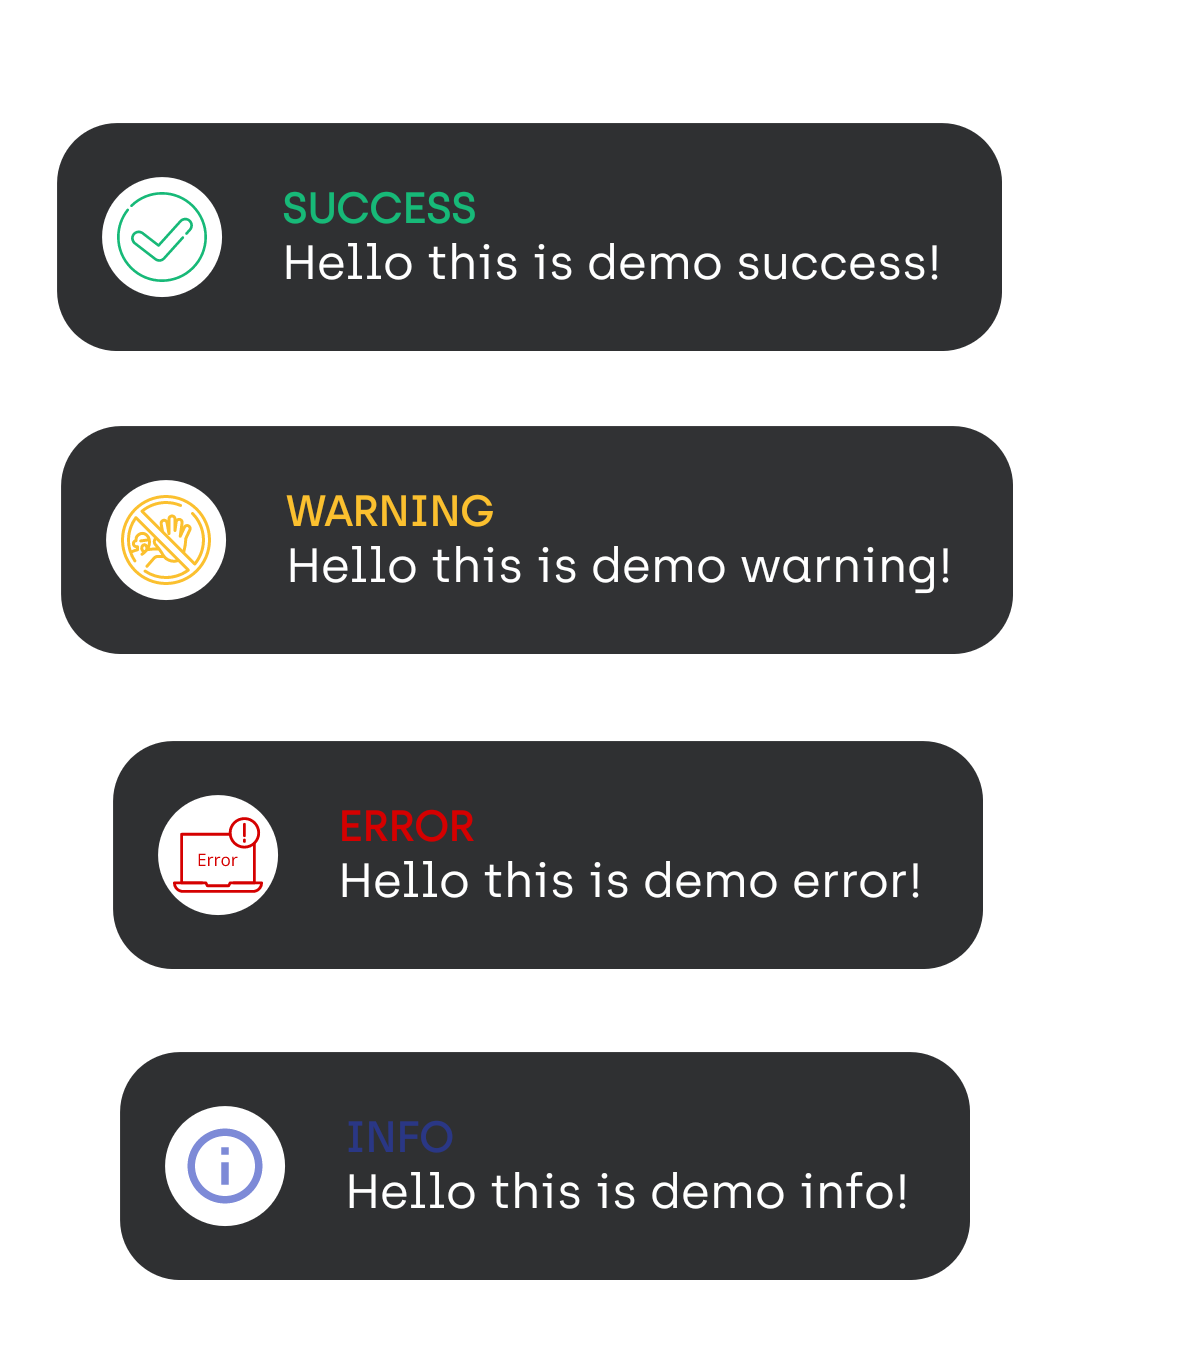 SUCCESS
Hello this is demo success!
WARNING
Hello this is demo warning!
ERROR
Error
Hello this is demo error!
INFO
Hello this is demo info!